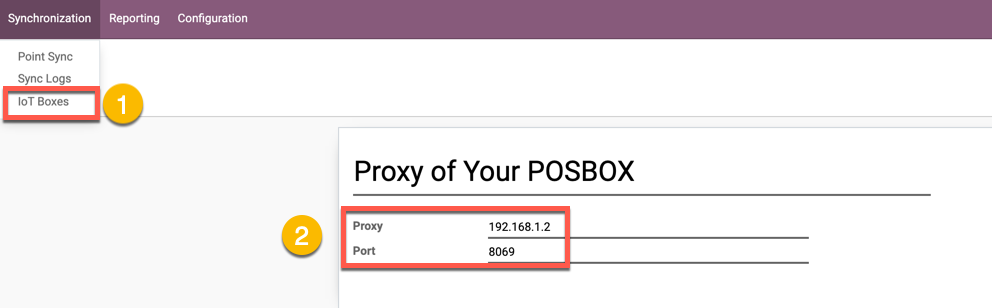 Synchronization Reporting Configuration
Point Sync
Sync Logs
IoT Boxes
1
Proxy of Your POSBOX
2
Proxy 192.168.1.2
Port 8069